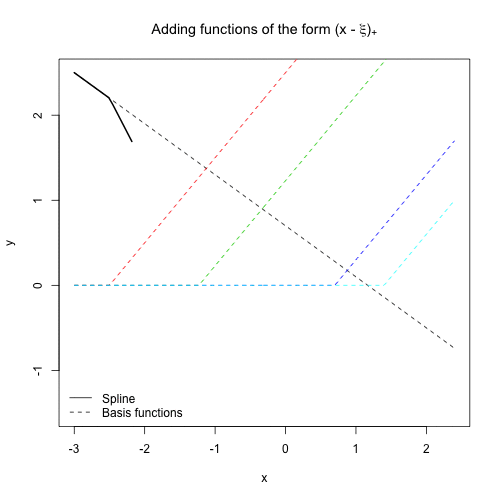 Adding functions of the form (x - ξ)₊
y
2
1
0
-1
Spline
Basis functions
-3 -2 -1 0 1 2
x